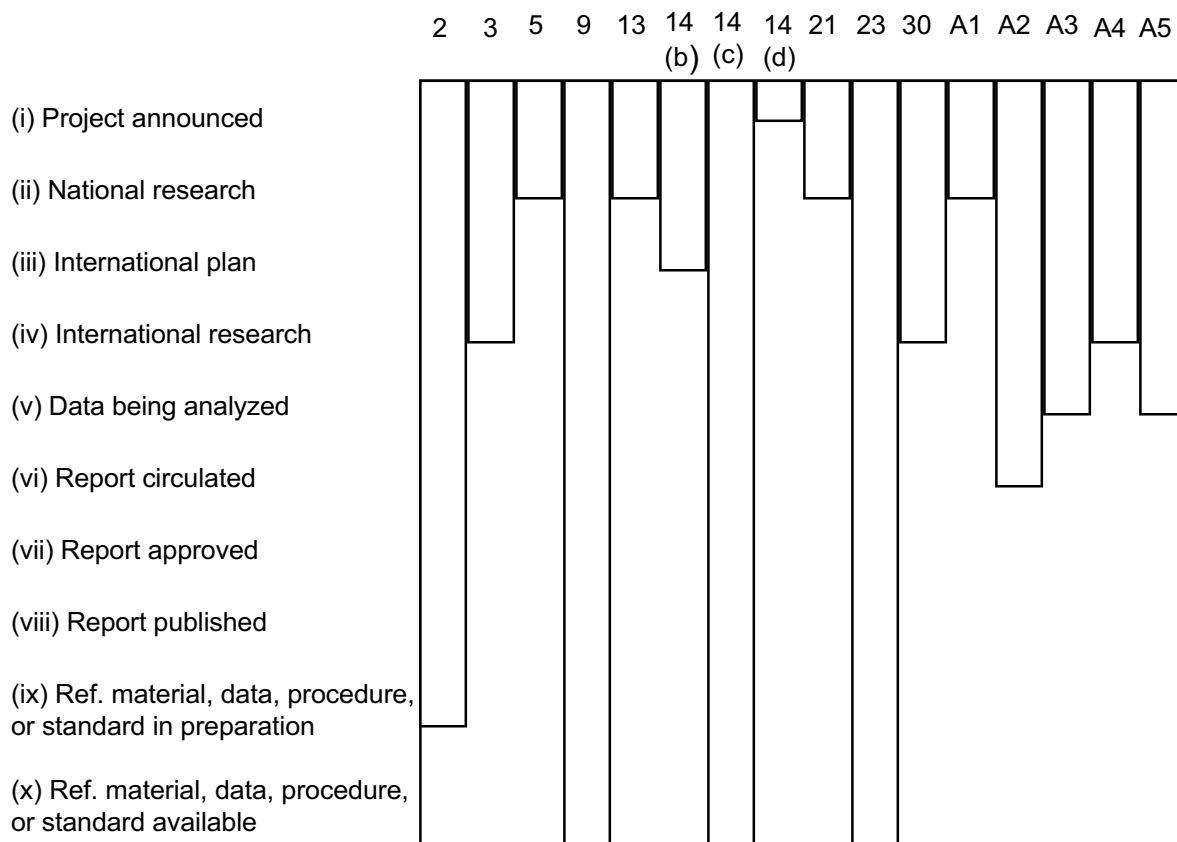 2 3 5 9 13 14 14 14 21 23 30 A1 A2 A3 A4 A5
(b) (c) (d)
(i) Project announced
(ii) National research
(iii) International plan
(iv) International research
(v) Data being analyzed
(vi) Report circulated
(vii) Report approved
(viii) Report published
(ix) Ref. material, data, procedure,
or standard in preparation
(x) Ref. material, data, procedure,
or standard available